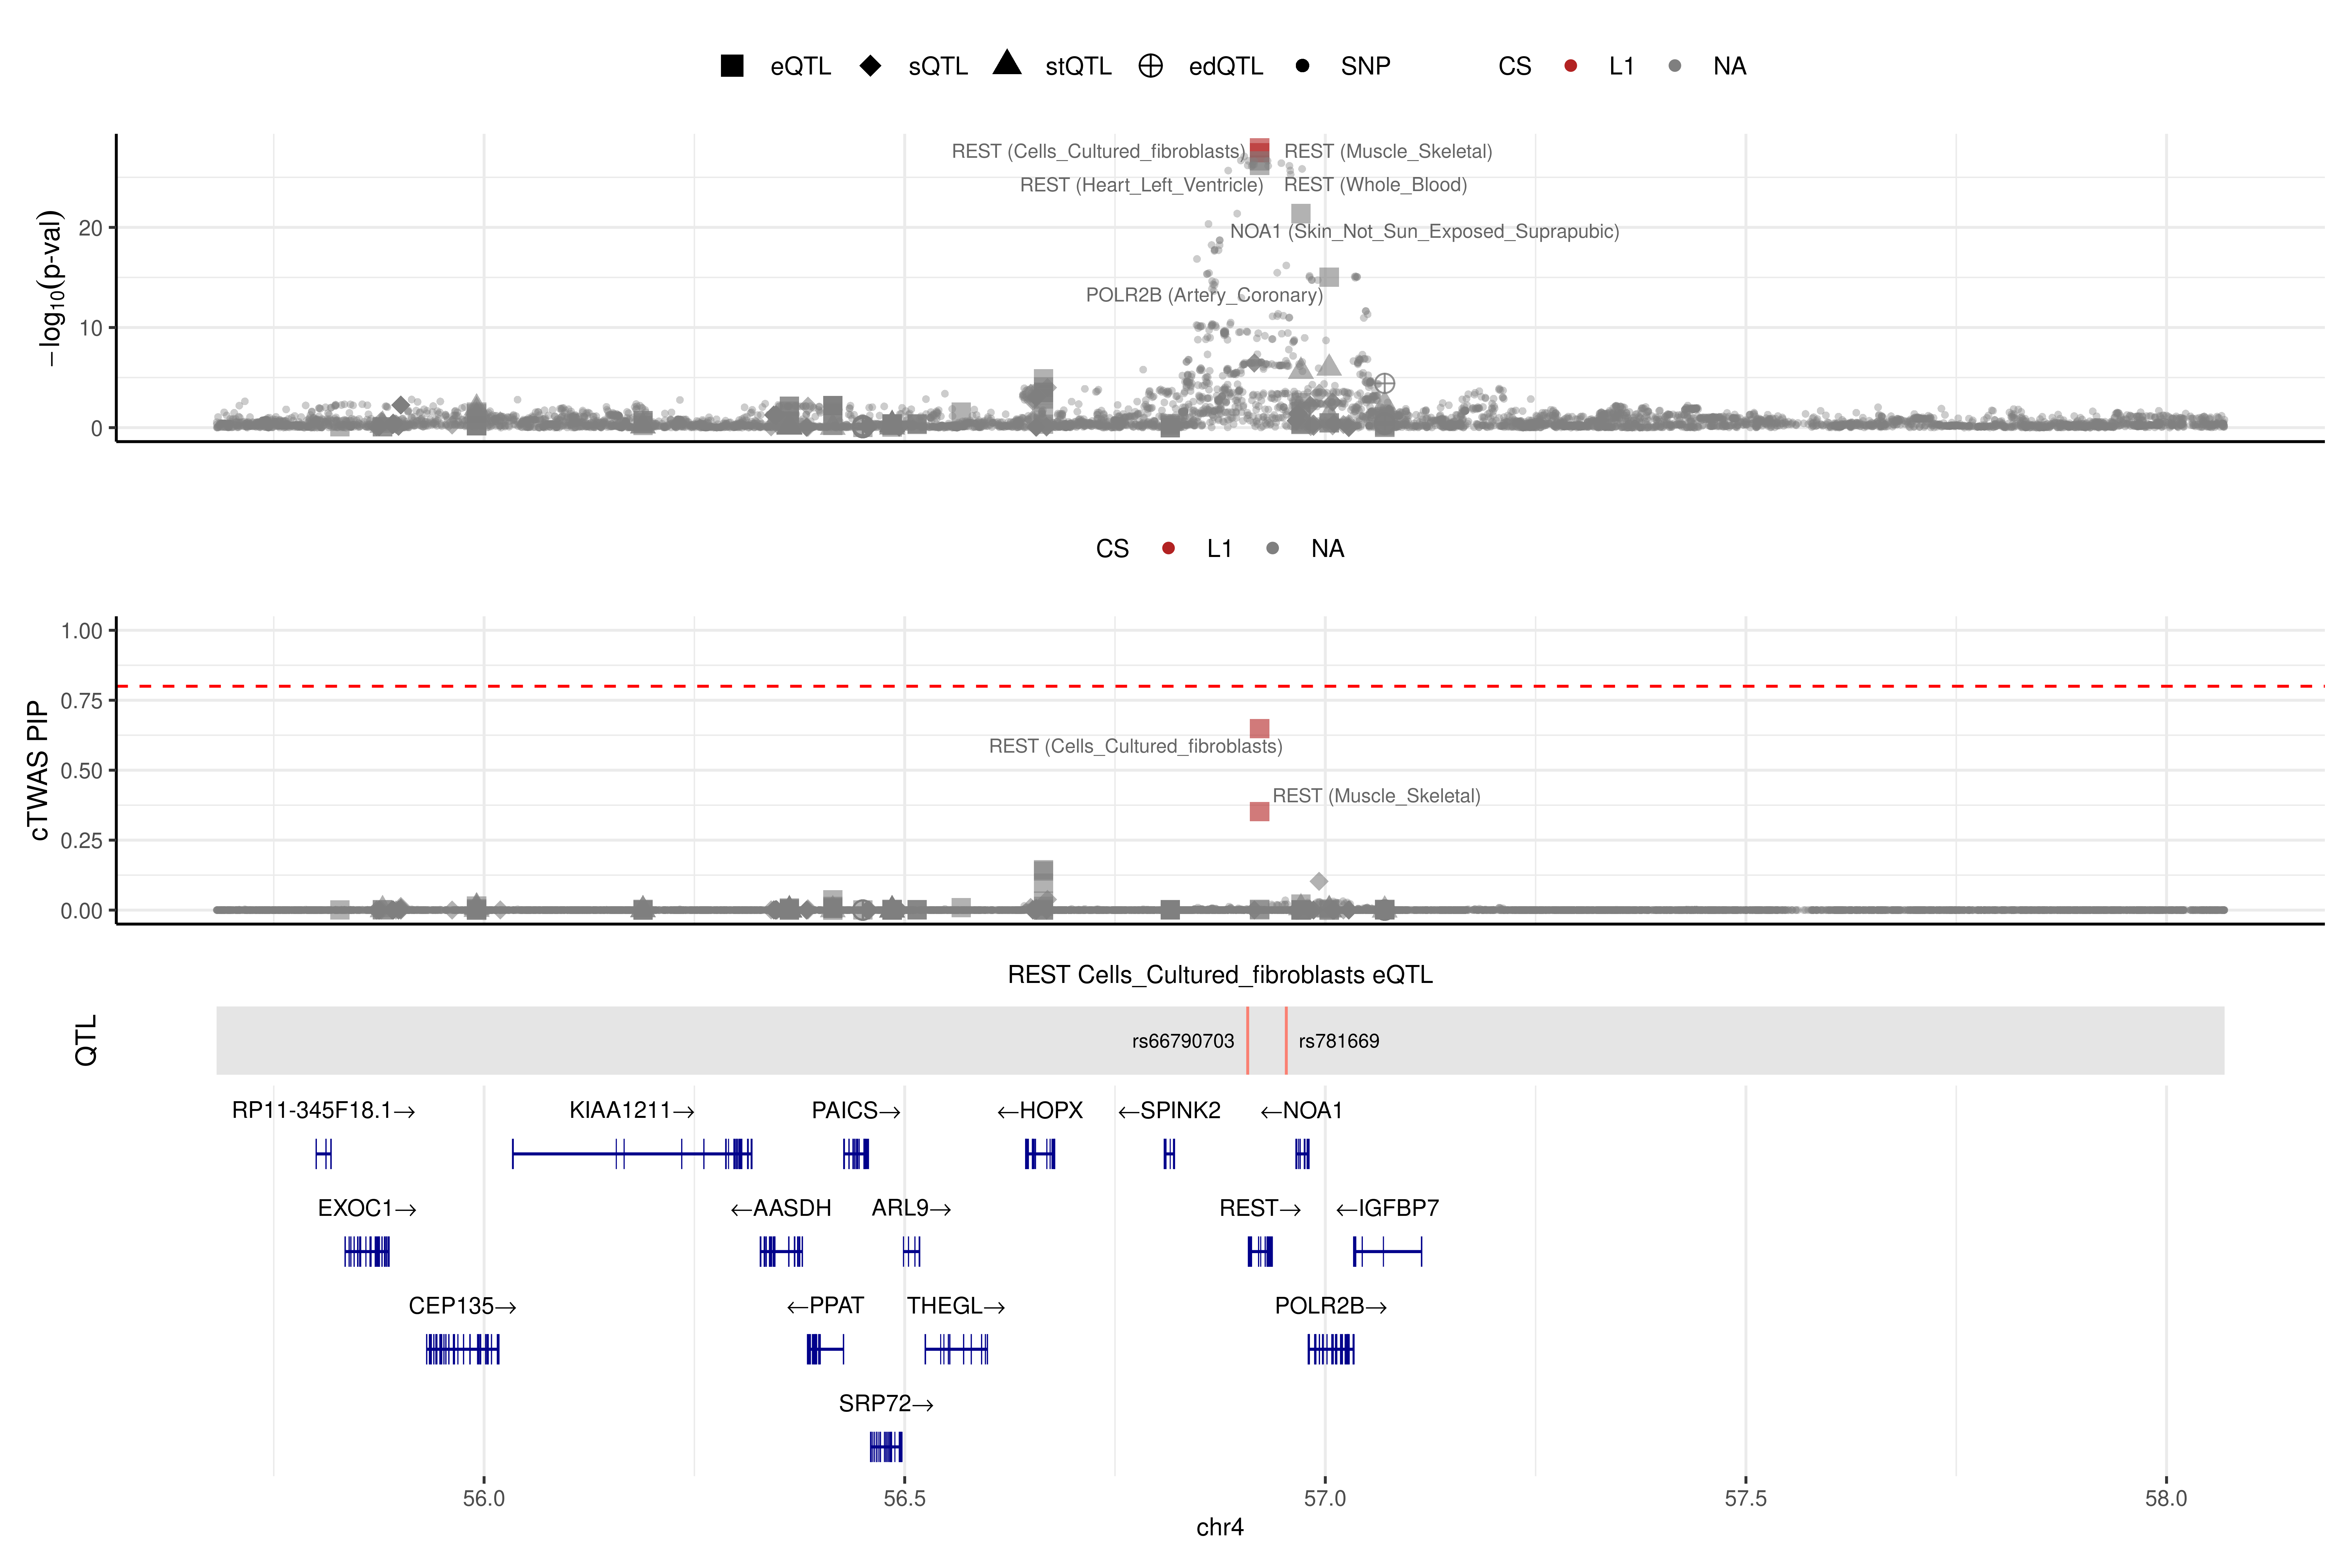 eQTL sQTL stQTL edQTL SNP CS L1 NA
−log10(p-val)
20
10
0
REST (Cells_Cultured_fibroblasts) REST (Muscle_Skeletal)
REST (Heart_Left_Ventricle) REST (Whole_Blood)
NOA1 (Skin_Not_Sun_Exposed_Suprapubic)
POLR2B (Artery_Coronary)
CS L1 NA
cTWAS PIP
1.00
0.75
0.50
0.25
0.00
REST (Cells_Cultured_fibroblasts)
REST (Muscle_Skeletal)
REST Cells_Cultured_fibroblasts eQTL
QTL
rs66790703 rs781669
RP11-345F18.1→ KIAA1211→ PAICS→ ←HOPX ←SPINK2 ←NOA1
EXOC1→ ←AASDH ARL9→ REST→ ←IGFBP7
CEP135→ ←PPAT THEGL→ POLR2B→
SRP72→
56.0 56.5 57.0 57.5 58.0
chr4